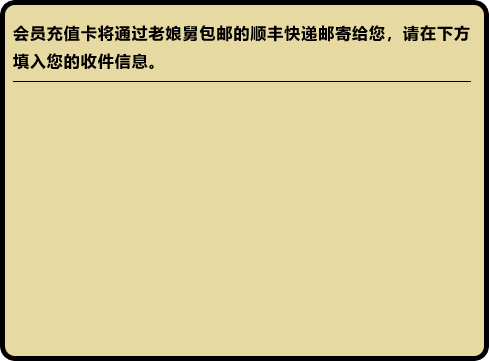 会员充值卡将通过老娘舅包邮的顺丰快递邮寄给您，请在下方
填入您的收件信息。